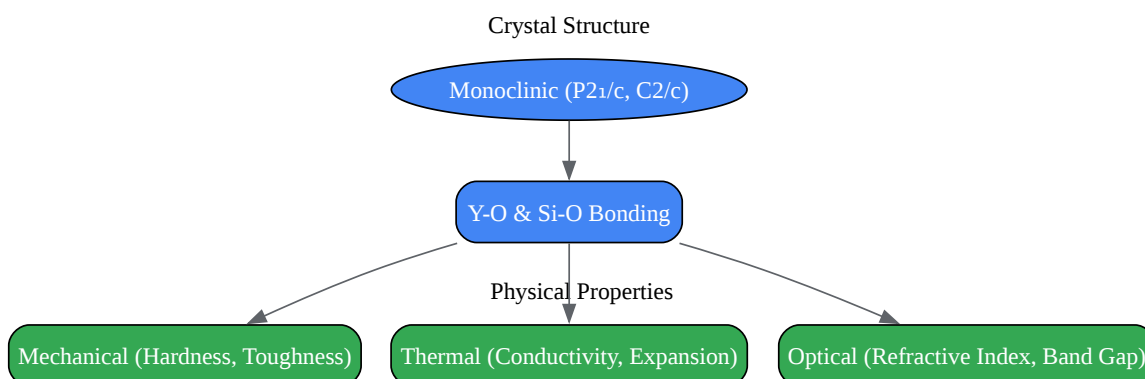 Crystal Structure
Monoclinic (P2₁/c, C2/c)
Y-O & Si-O Bonding
Physical Properties
Mechanical (Hardness, Toughness)
Thermal (Conductivity, Expansion)
Optical (Refractive Index, Band Gap)